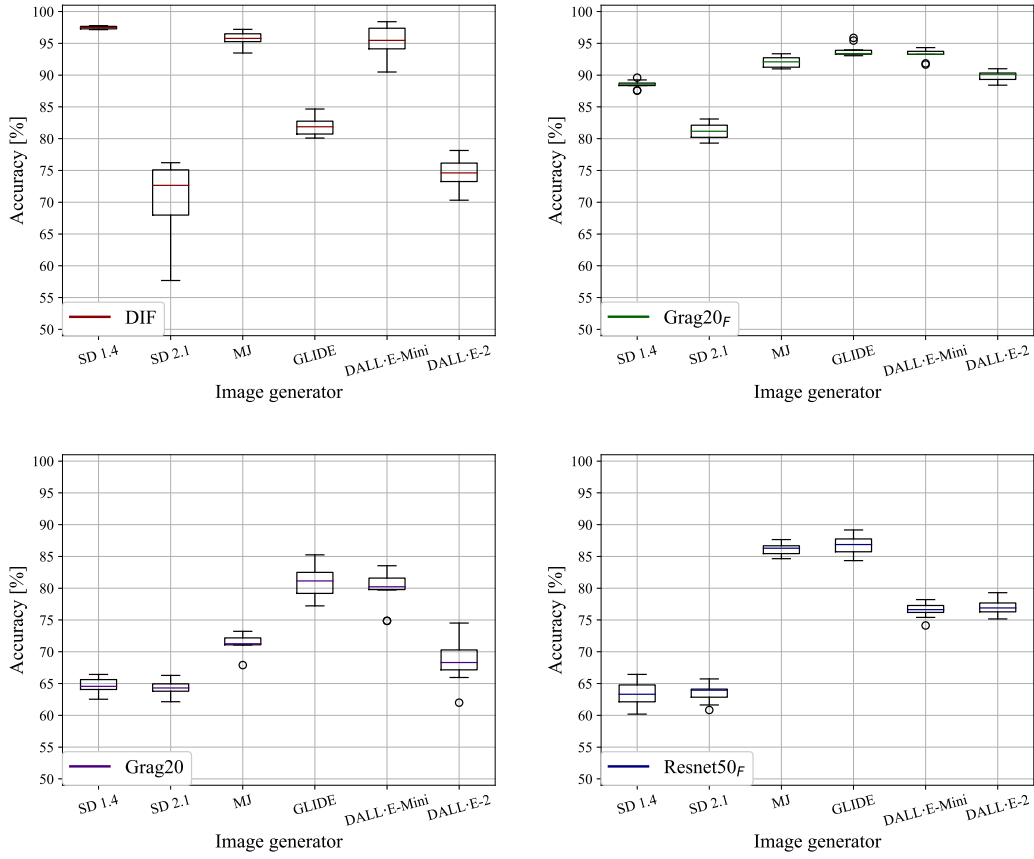 100
95
90
85
80
75
70
65
60
55
50
Accuracy [%]
DIF
SD 1.4
SD 2.1
MJ
GLIDE
DALL·E-Mini
DALL·E-2
Image generator
100
95
90
85
80
75
70
65
60
55
50
Accuracy [%]
Grag20F
SD 1.4
SD 2.1
MJ
GLIDE
DALL·E-Mini
DALL·E-2
Image generator
100
95
90
85
80
75
70
65
60
55
50
Accuracy [%]
Grag20
SD 1.4
SD 2.1
MJ
GLIDE
DALL·E-Mini
DALL·E-2
Image generator
100
95
90
85
80
75
70
65
60
55
50
Accuracy [%]
Resnet50F
SD 1.4
SD 2.1
MJ
GLIDE
DALL·E-Mini
DALL·E-2
Image generator